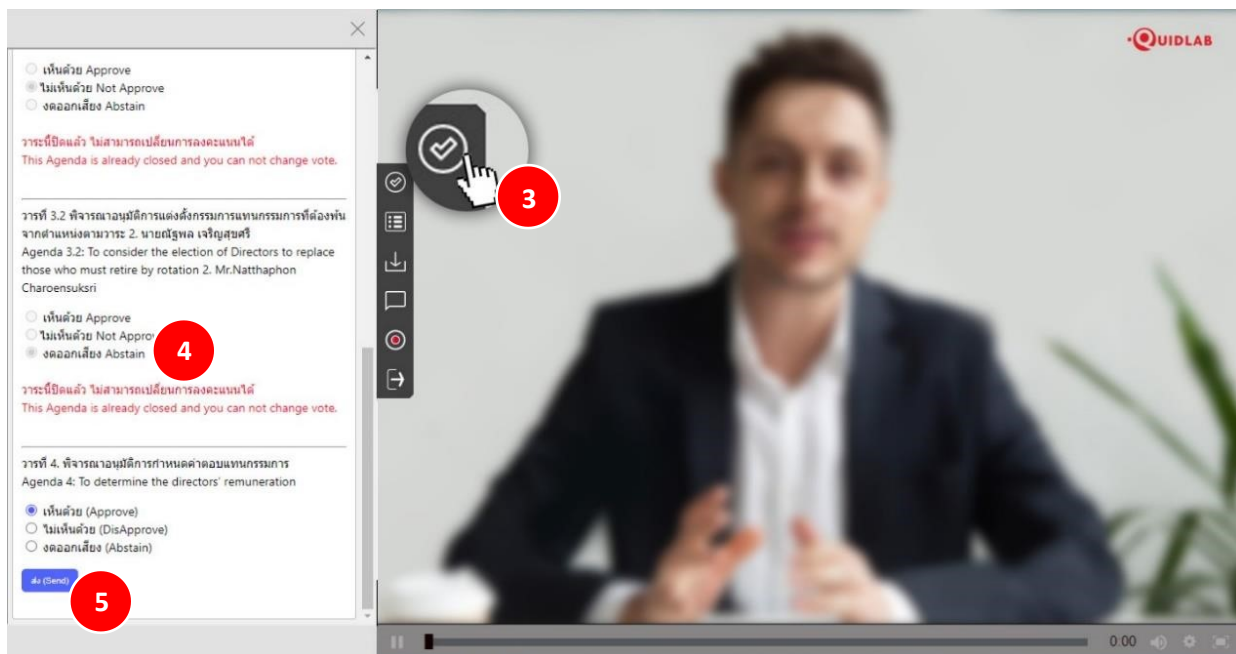 เห็นด้วย Approve
ไม่เห็นด้วย Not Approve
งดออกเสียง Abstain
วาระนี้ปิดแล้ว ไม่สามารถเปลี่ยนการลงคะแนนได้
This Agenda is already closed and you can not change vote.
วารที่ 3.2 พิจารณาอนุมัติการแต่งตั้งกรรมการแทนกรรมการที่ต้องพ้น
จากตำแหน่งตามวาระ 2. นายณัฐพล เจริญสุขศรี
Agenda 3.2: To consider the election of Directors to replace
those who must retire by rotation 2. Mr.Natthaphon
Charoensuksri
เห็นด้วย Approve
ไม่เห็นด้วย Not Approv
งดออกเสียง Abstain
4
วาระนี้ปิดแล้ว ไม่สามารถเปลี่ยนการลงคะแนนได้
This Agenda is already closed and you can not change vote.
วารที่ 4. พิจารณาอนุมัติการกำหนดค่าตอบแทนกรรมการ
Agenda 4: To determine the directors' remuneration
เห็นด้วย (Approve)
ไม่เห็นด้วย (DisApprove)
งดออกเสียง (Abstain)
ส่ง (Send)
5
QUIDLAB
3
0:00